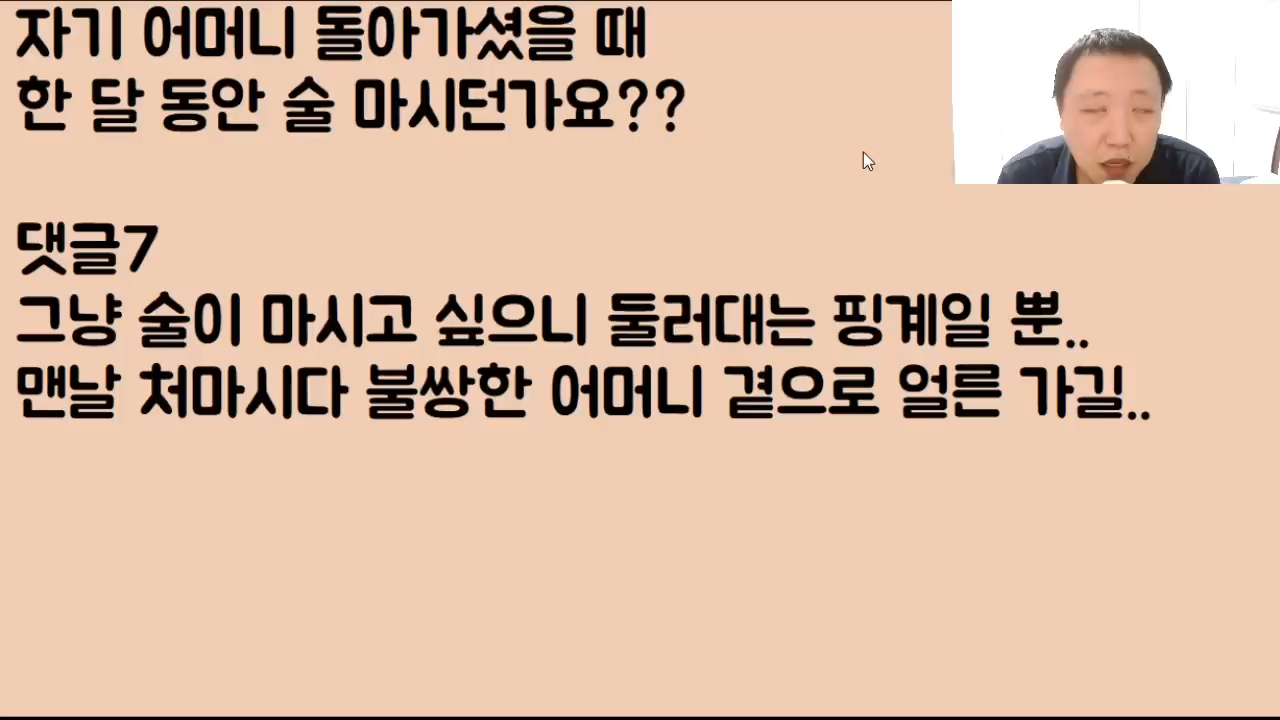 자기 어머니 돌아가셨을 때
한 달 동안 술 마시던가요??
댓글7
그냥 술이 마시고 싶으니 둘러대는 핑계일 뿐..
맨날 처마시다 불쌍한 어머니 곁으로 얼른 가길..